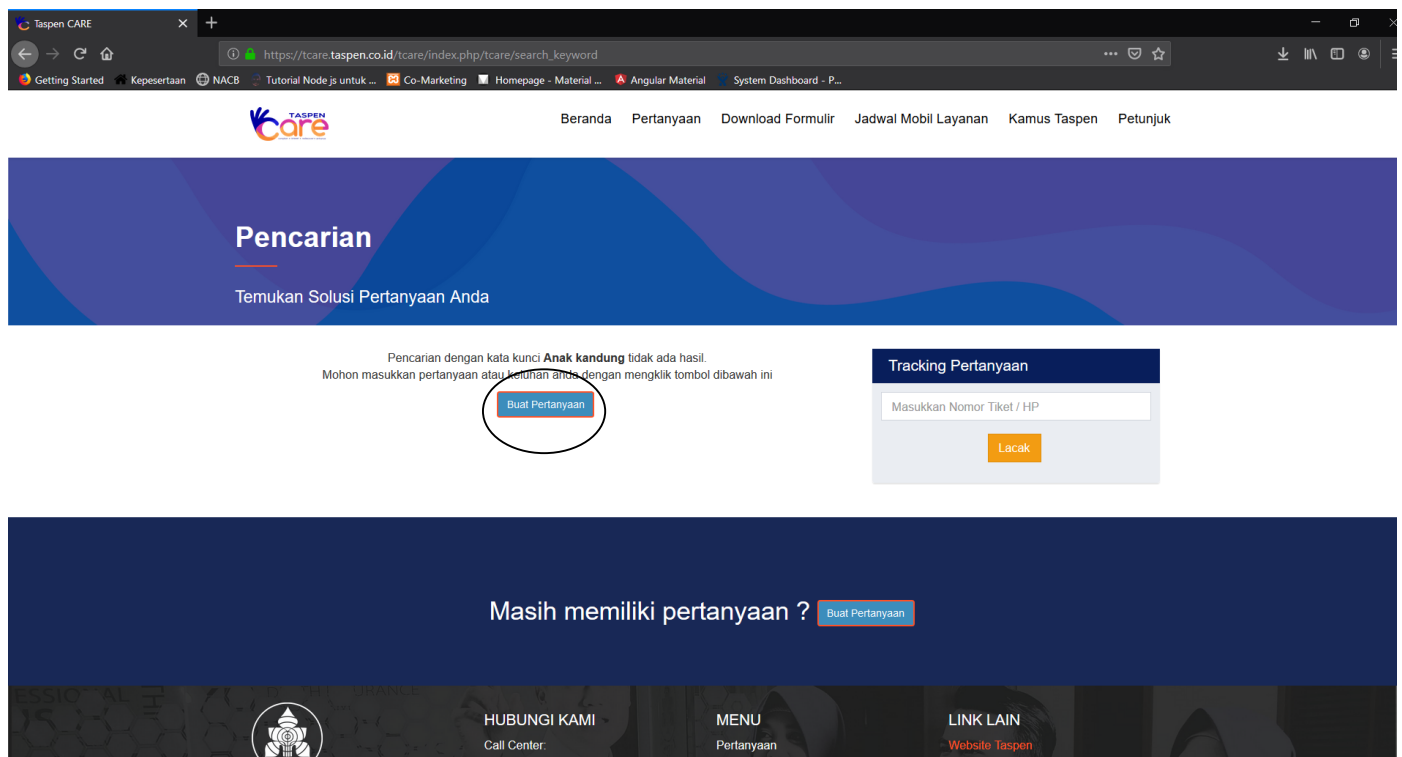 Taspen CARE
https://tcare.taspen.co.id/tcare/index.php/tcare/search_keyword
Getting Started Kepesertaan NACB Tutorial Node js untuk ... Co-Marketing Homepage - Material ... Angular Material System Dashboard - P...
TASPEN
Care
Beranda Pertanyaan Download Formulir Jadwal Mobil Layanan Kamus Taspen Petunjuk
Pencarian
Temukan Solusi Pertanyaan Anda
Pencarian dengan kata kunci Anak kandung tidak ada hasil.
Mohon masukkan pertanyaan atau keluhan anda dengan mengklik tombol dibawah ini
Buat Pertanyaan
Tracking Pertanyaan
Masukkan Nomor Tiket / HP
Lacak
Masih memiliki pertanyaan ? Buat Pertanyaan
HUBUNGI KAMI
Call Center:
MENU
Pertanyaan
LINK LAIN
Website Taspen